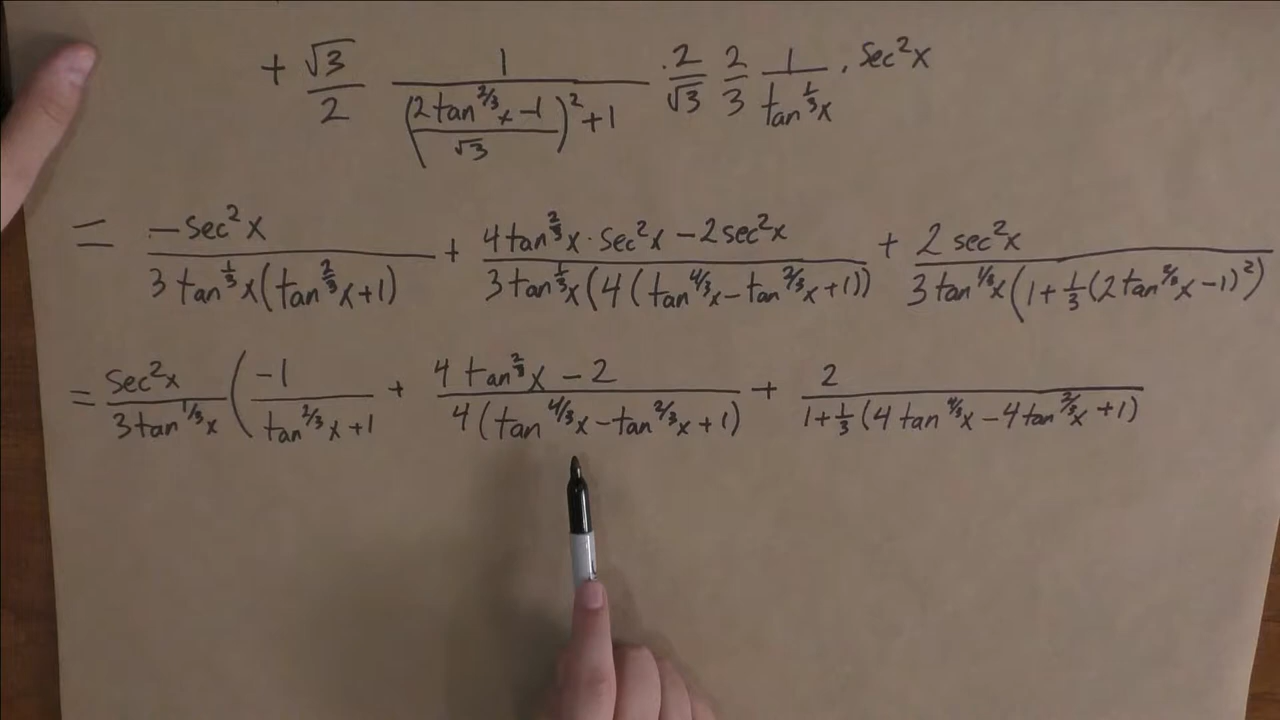 + √3/2 1/(((2tan^(2/3)x - 1)/√3)² + 1) · 2/√3 2/3 1/(tan^(1/3)x) · sec²x
= -sec²x/(3tan^(1/3)x(tan^(2/3)x+1)) + (4tan^(2/3)x · sec²x - 2sec²x)/(3tan^(1/3)x(4(tan^(4/3)x - tan^(2/3)x + 1)) + 2sec²x/(3tan^(1/3)x(1 + 1/3(2tan^(2/3)x - 1)²))
= sec²x/(3tan^(1/3)x) ( -1/(tan^(2/3)x + 1) + (4tan^(2/3)x - 2)/(4(tan^(4/3)x - tan^(2/3)x + 1)) + 2/(1 + 1/3(4tan^(4/3)x - 4tan^(2/3)x + 1))